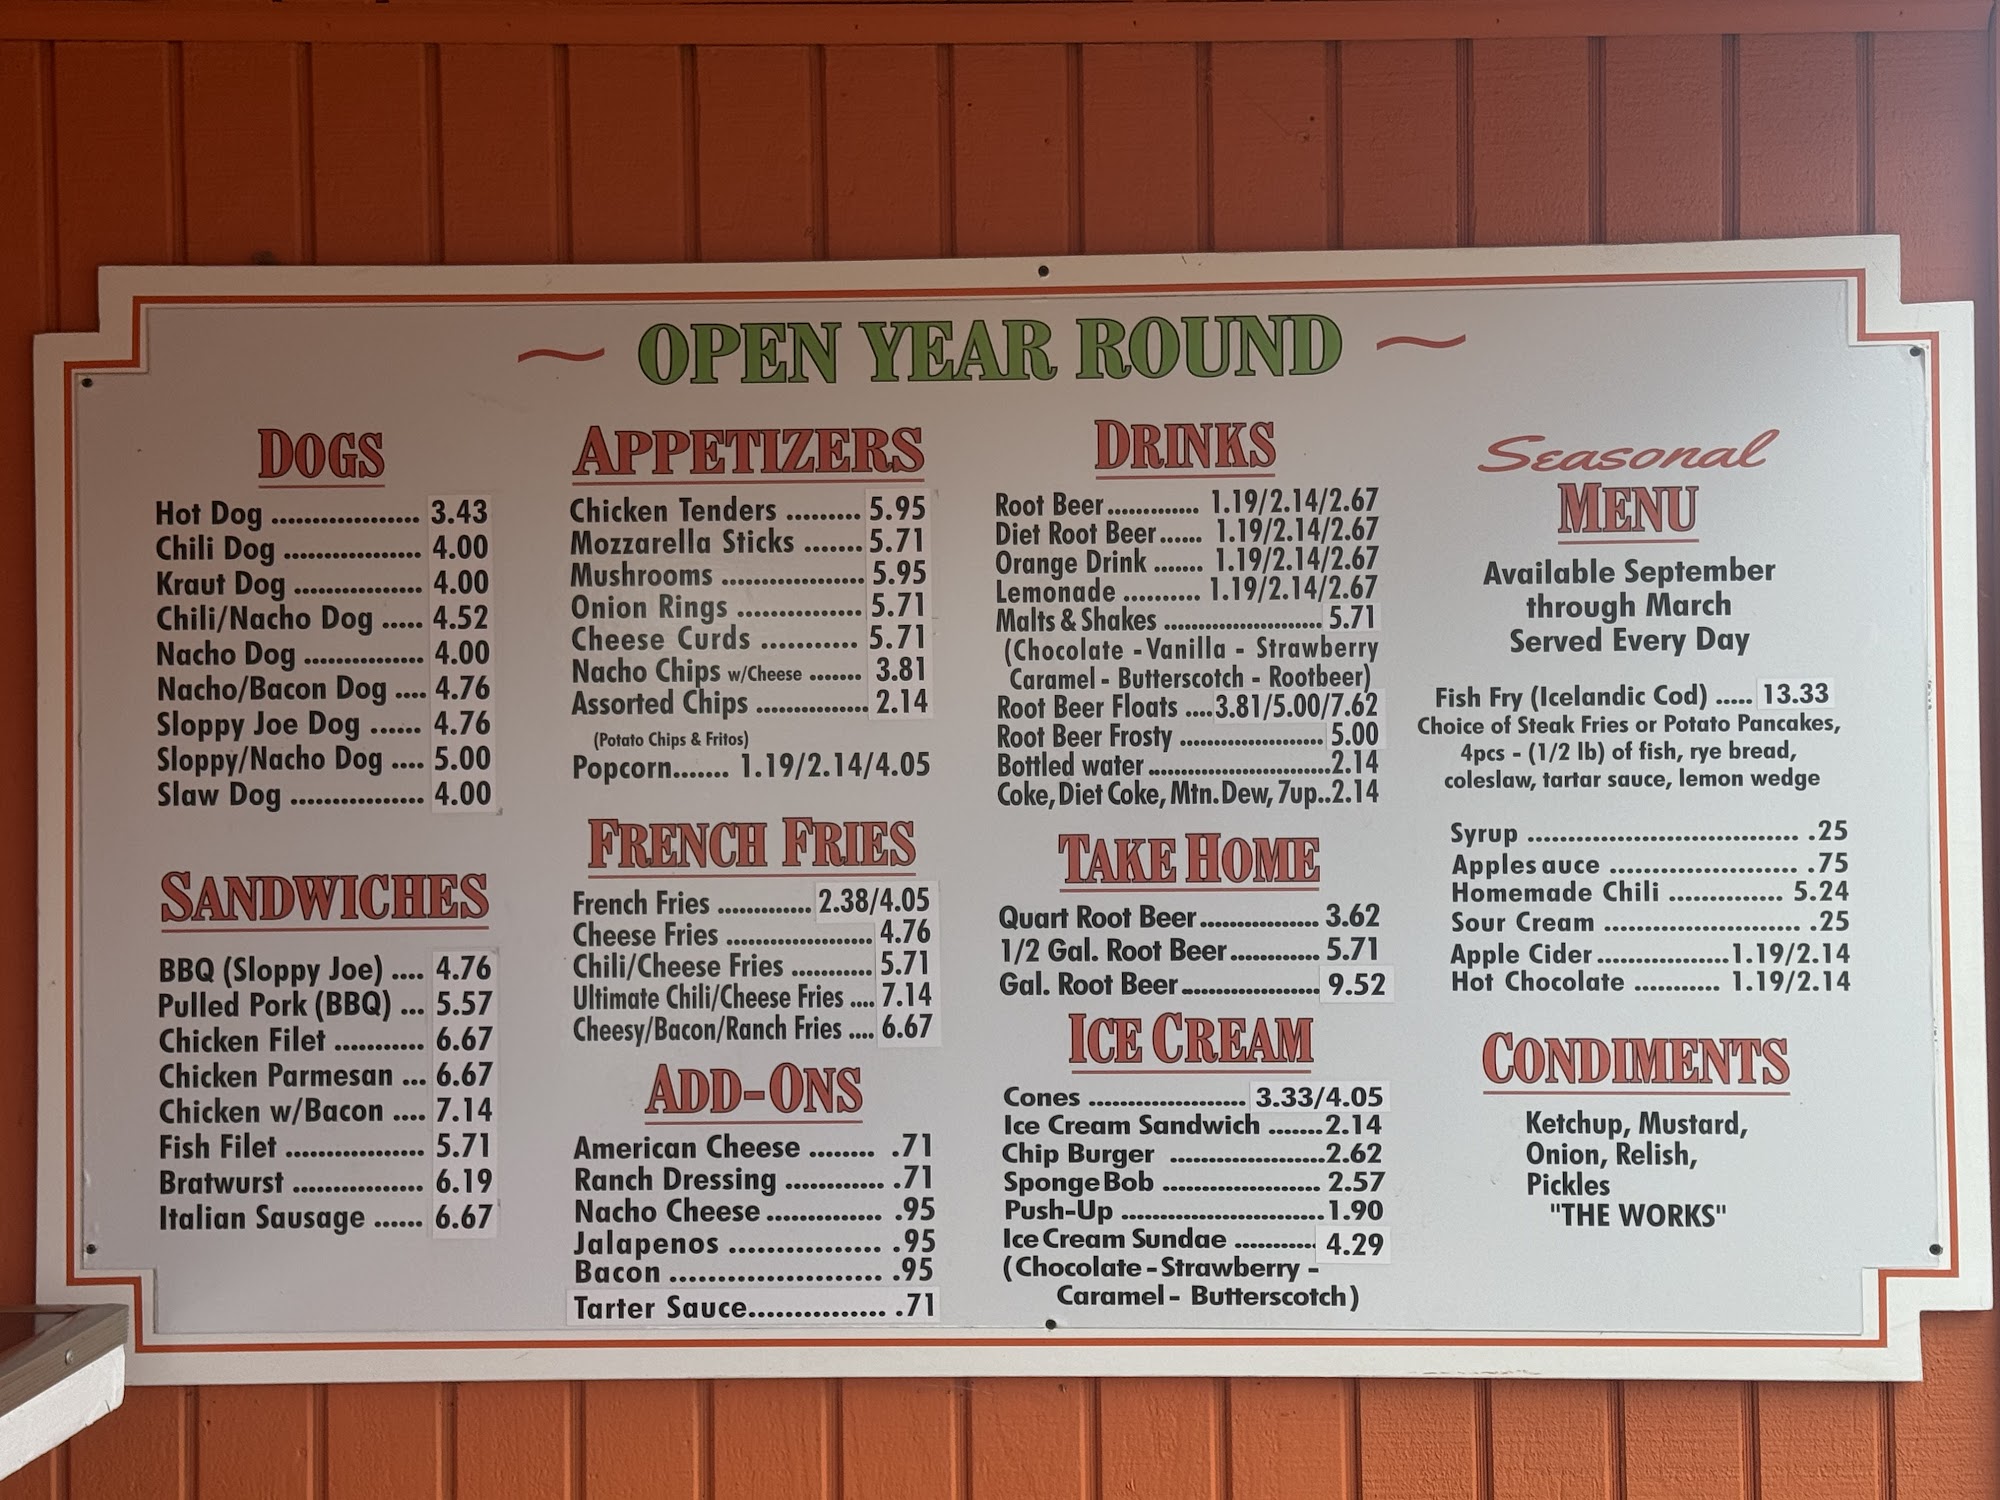 ~ OPEN YEAR ROUND ~
DOGS
Hot Dog .................. 3.43
Chili Dog ................. 4.00
Kraut Dog ................ 4.00
Chili/Nacho Dog ..... 4.52
Nacho Dog ............... 4.00
Nacho/Bacon Dog .... 4.76
Sloppy Joe Dog ...... 4.76
Sloppy/Nacho Dog .... 5.00
Slaw Dog ................. 4.00
SANDWICHES
BBQ (Sloppy Joe) .... 4.76
Pulled Pork (BBQ) ... 5.57
Chicken Filet ........... 6.67
Chicken Parmesan ... 6.67
Chicken w/Bacon .... 7.14
Fish Filet ................. 5.71
Bratwurst ................ 6.19
Italian Sausage ...... 6.67
APPETIZERS
Chicken Tenders ......... 5.95
Mozzarella Sticks ....... 5.71
Mushrooms .................. 5.95
Onion Rings ................ 5.71
Cheese Curds ............ 5.71
Nacho Chips w/Cheese ....... 3.81
Assorted Chips ............... 2.14
(Potato Chips & Fritos)
Popcorn....... 1.19/2.14/4.05
FRENCH FRIES
French Fries ............. 2.38/4.05
Cheese Fries ..................... 4.76
Chili/Cheese Fries ............ 5.71
Ultimate Chili/Cheese Fries .... 7.14
Cheesy/Bacon/Ranch Fries .... 6.67
ADD-ONS
American Cheese ........ .71
Ranch Dressing ............ .71
Nacho Cheese.............. .95
Jalapenos .................. .95
Bacon ......................... .95
Tarter Sauce................ .71
DRINKS
Root Beer.............. 1.19/2.14/2.67
Diet Root Beer...... 1.19/2.14/2.67
Orange Drink ....... 1.19/2.14/2.67
Lemonade ........... 1.19/2.14/2.67
Malts & Shakes ........................ 5.71
(Chocolate - Vanilla - Strawberry
Caramel - Butterscotch - Rootbeer)
Root Beer Floats ....3.81/5.00/7.62
Root Beer Frosty ...................... 5.00
Bottled water ............................2.14
Coke, Diet Coke, Mtn. Dew, 7up..2.14
TAKE HOME
Quart Root Beer................ 3.62
1/2 Gal. Root Beer............ 5.71
Gal. Root Beer.................... 9.52
ICE CREAM
Cones .................... 3.33/4.05
Ice Cream Sandwich .......2.14
Chip Burger ....................2.62
SpongeBob .................... 2.57
Push-Up ..........................1.90
Ice Cream Sundae ........... 4.29
(Chocolate - Strawberry -
Caramel - Butterscotch)
Seasonal
MENU
Available September
through March
Served Every Day
Fish Fry (Icelandic Cod) ..... 13.33
Choice of Steak Fries or Potato Pancakes,
4pcs - (1/2 lb) of fish, rye bread,
coleslaw, tartar sauce, lemon wedge
Syrup ................................ .25
Applesauce ...................... .75
Homemade Chili .............. 5.24
Sour Cream ....................... .25
Apple Cider..................1.19/2.14
Hot Chocolate ........... 1.19/2.14
CONDIMENTS
Ketchup, Mustard,
Onion, Relish,
Pickles
"THE WORKS"